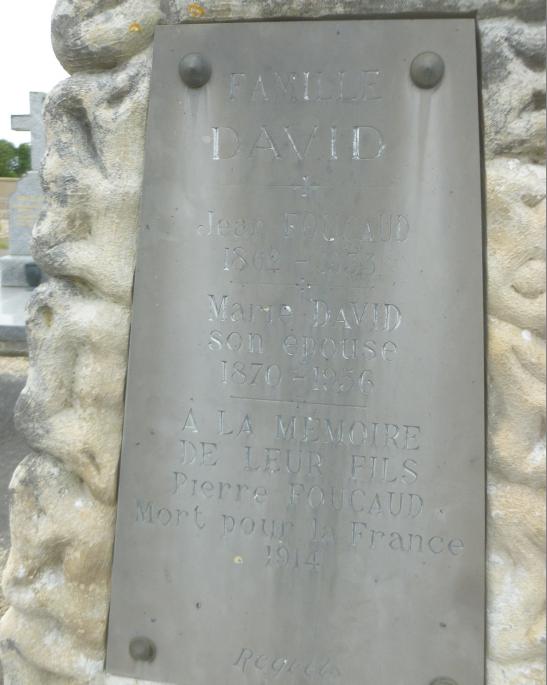 FAMILLE
DAVID
Jean FOUCAUD
1862 - 1933
Marie DAVID
son épouse
1870 - 1956
A LA MEMOIRE
DE LEUR FILS
Pierre FOUCAUD
Mort pour la France
1914
Regrets